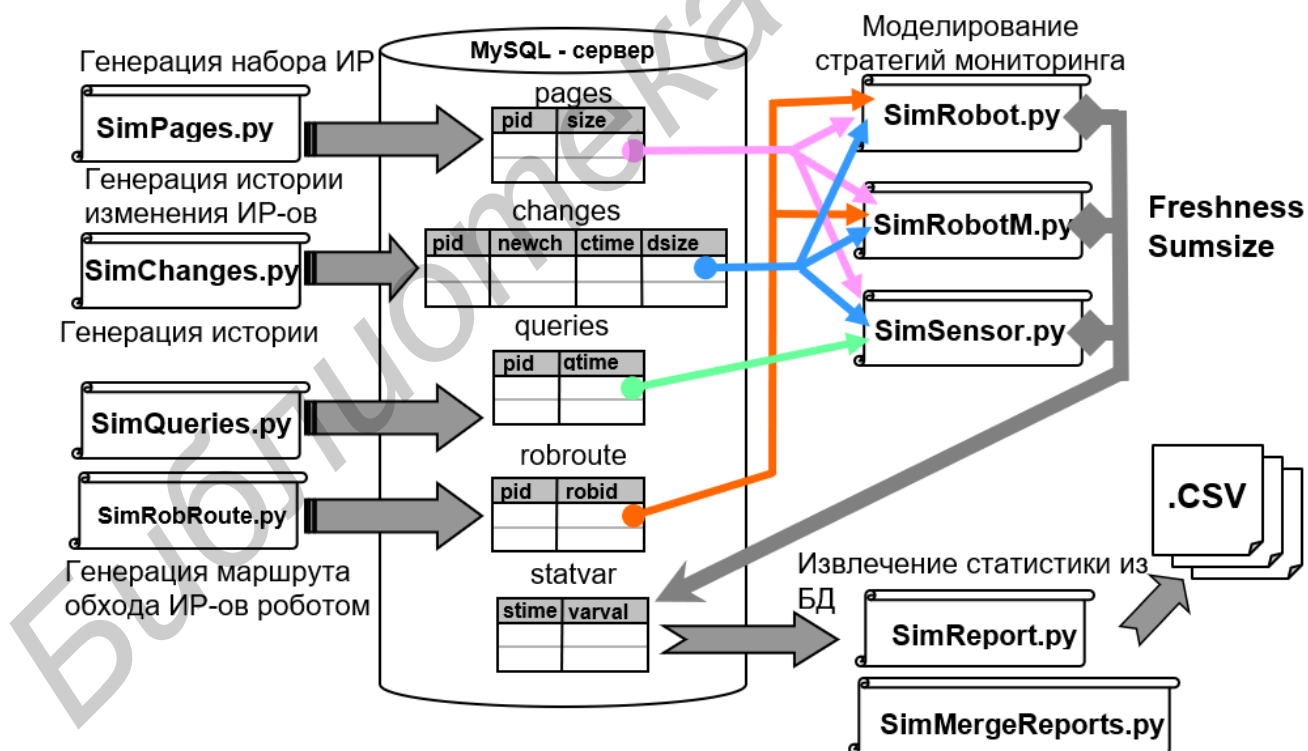 Генерация набора ИР
SimPages.py
Генерация истории
изменения ИР-ов
SimChanges.py
Генерация истории
SimQueries.py
SimRobRoute.py
Генерация маршрута
обхода ИР-ов роботом
MySQL - сервер
pages
pid size
changes
pid newch ctime dsize
queries
pid qtime
robroute
pid robid
statvar
stime varval
Моделирование
стратегий мониторинга
SimRobot.py
SimRobotM.py
SimSensor.py
Freshness
Sumsize
Извлечение статистики из
БД
SimReport.py
SimMergeReports.py
.CSV
Библиотека